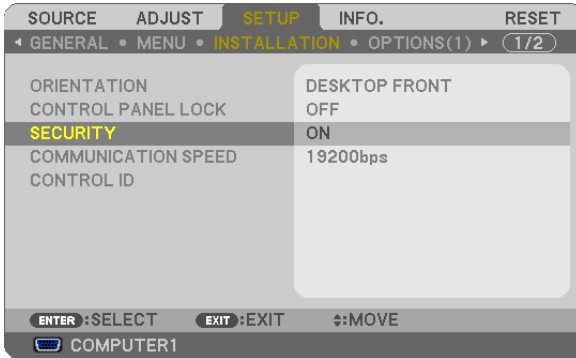 SOURCE ADJUST SETUP INFO. RESET
◂ GENERAL • MENU • INSTALLATION • OPTIONS(1) ▸ 1/2
ORIENTATION DESKTOP FRONT
CONTROL PANEL LOCK OFF
SECURITY ON
COMMUNICATION SPEED 19200bps
CONTROL ID
ENTER :SELECT EXIT :EXIT ♦:MOVE
COMPUTER1